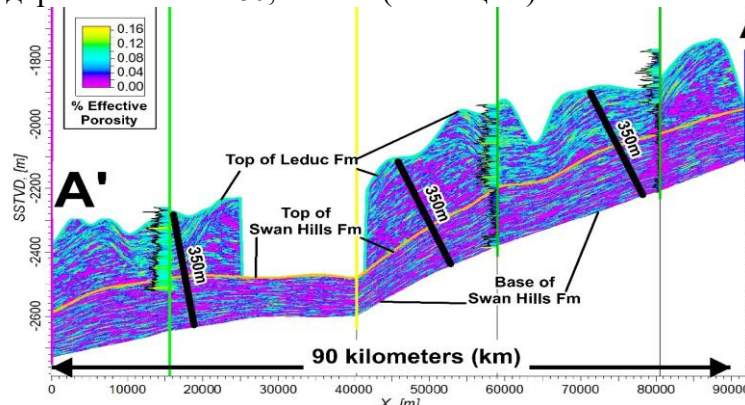 0.16
0.12
0.08
0.04
0.00
% Effective
Porosity
A'
Top of Leduc Fm
Top of
Swan Hills Fm
Base of
Swan Hills Fm
350m
350m
350m
90 kilometers (km)
SSTVD, [m]
-1800
-2000
-2200
-2400
-2600
0
10000
20000
30000
40000
50000
60000
70000
80000